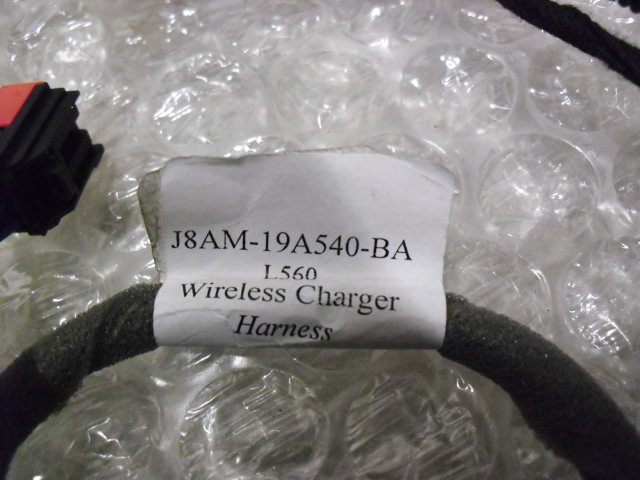 J8AM-19A540-BA
L560
Wireless Charger
Harness